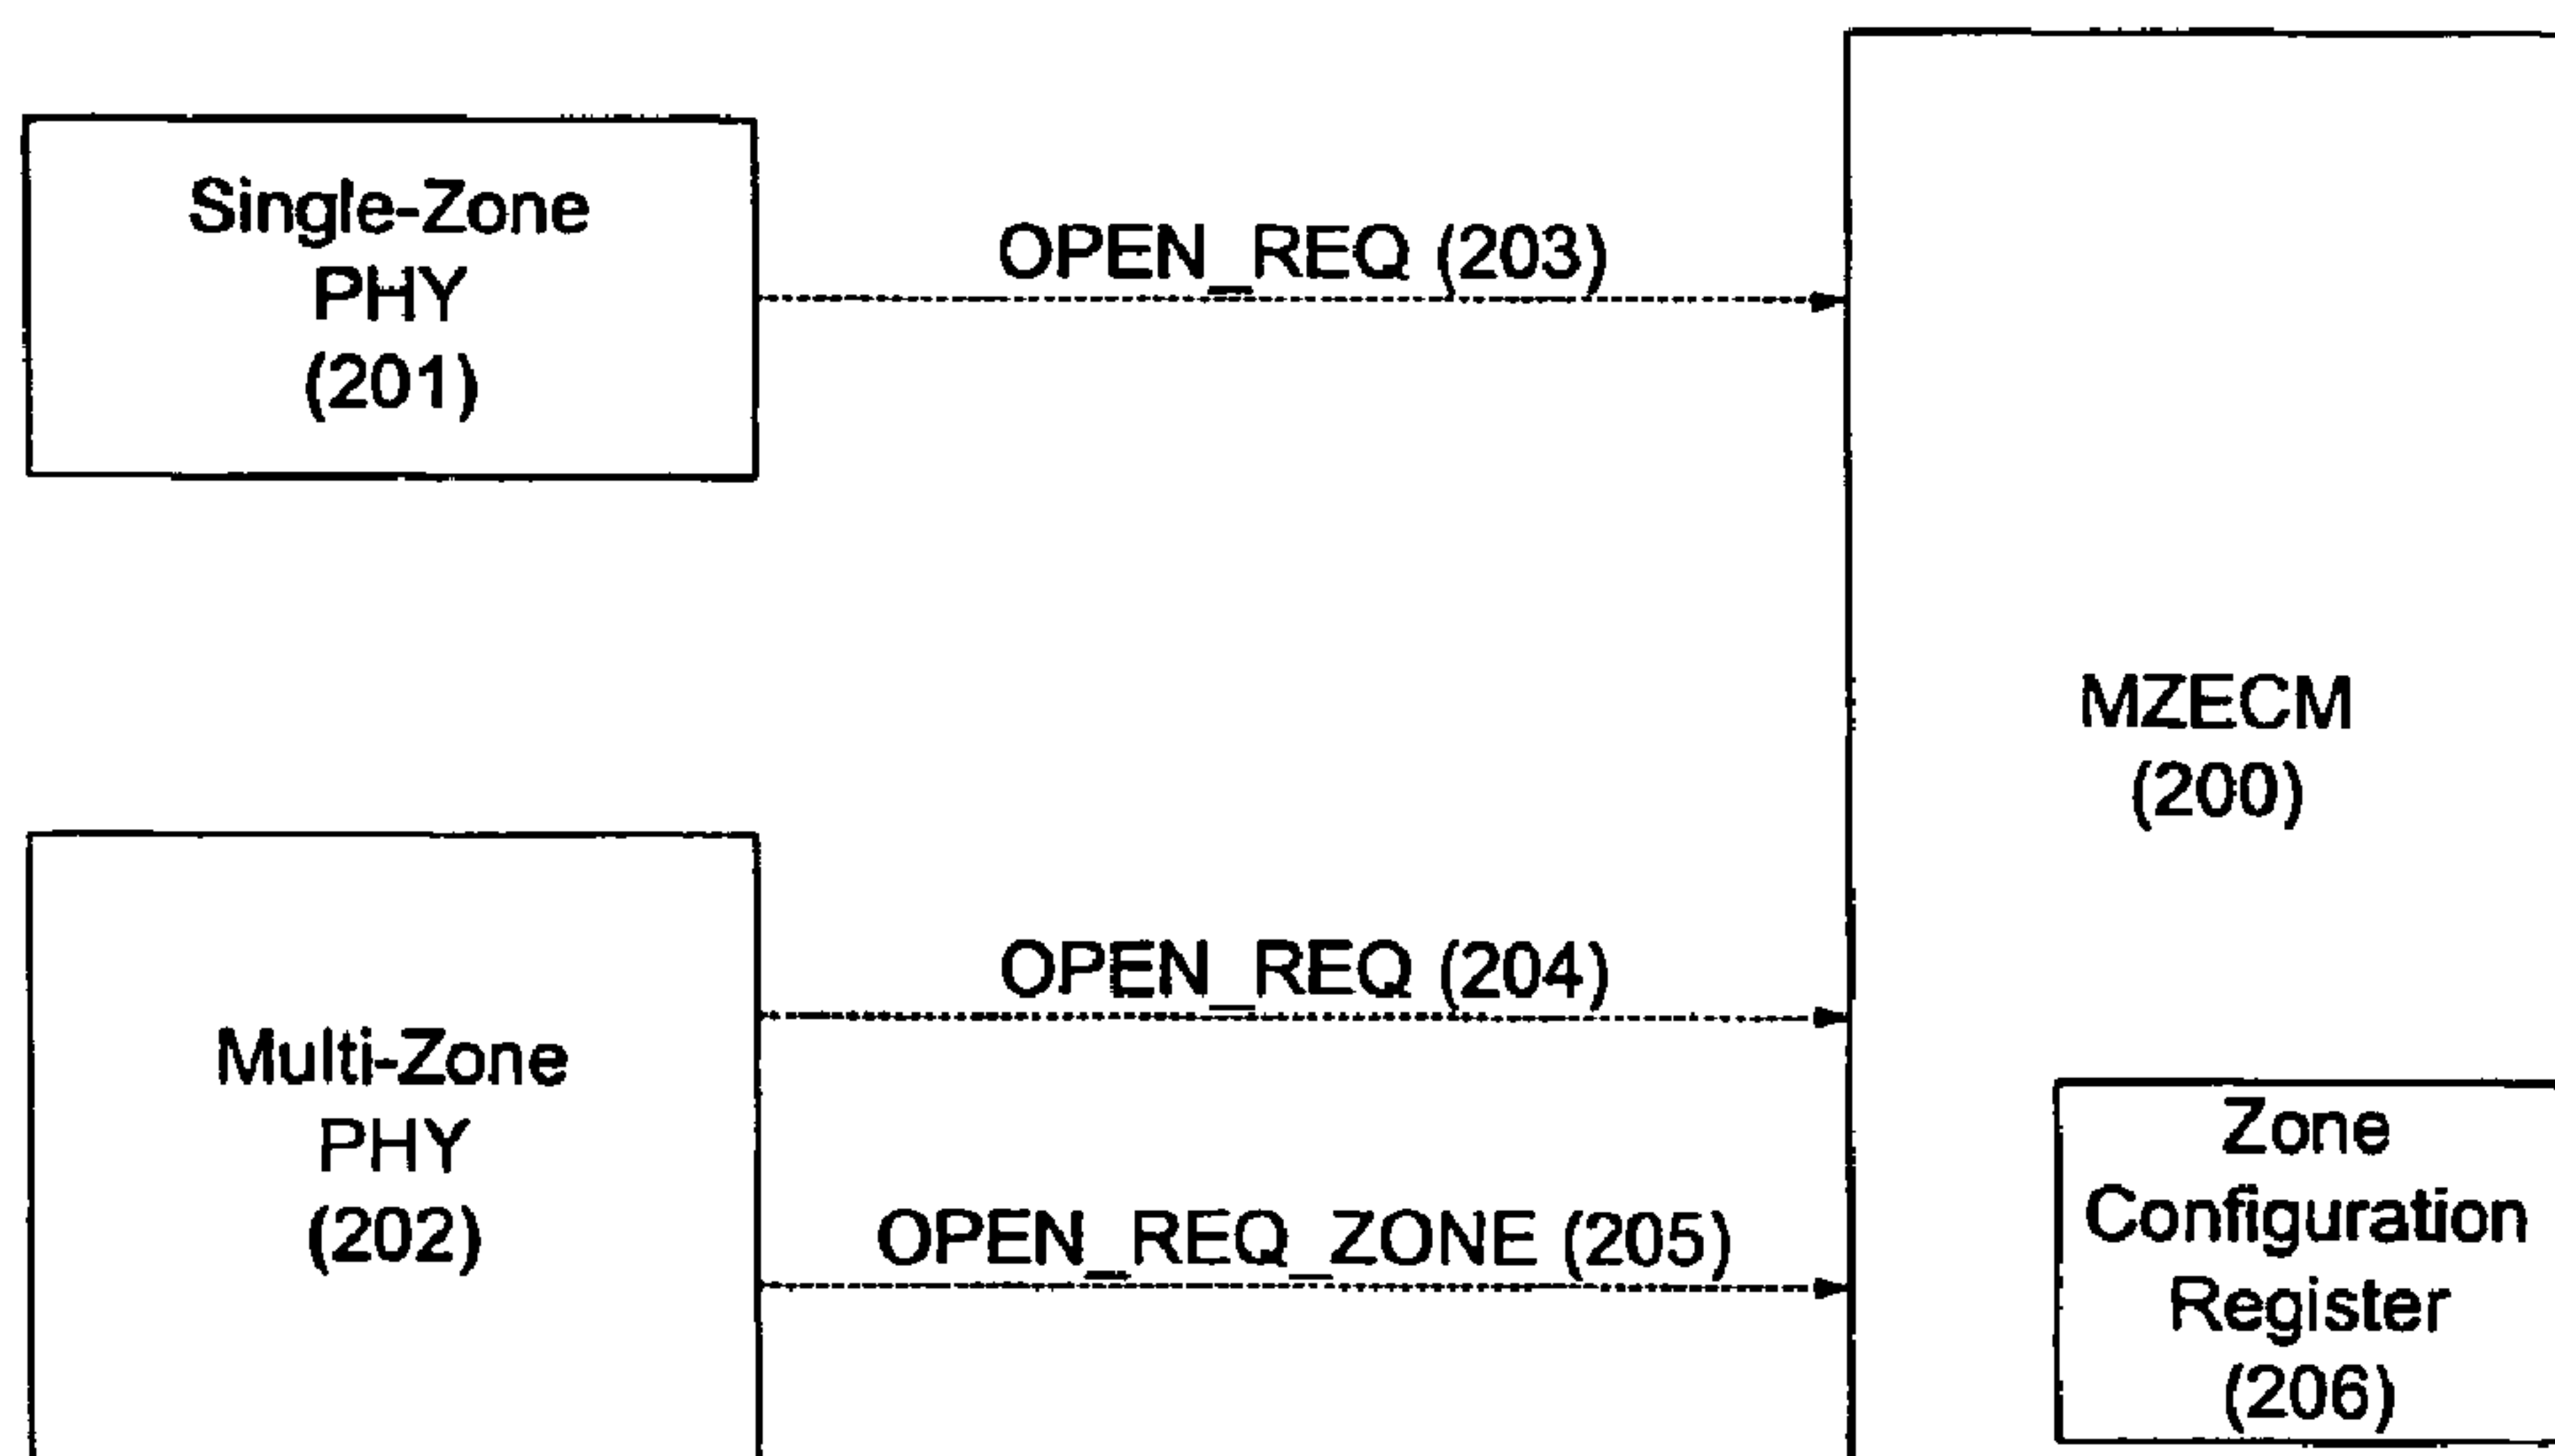 Single-Zone
PHY
(201)
OPEN_REQ (203)
MZECM
(200)
OPEN_REQ (204)
Multi-Zone
PHY
(202)
OPEN_REQ_ZONE (205)
Zone
Configuration
Register
(206)